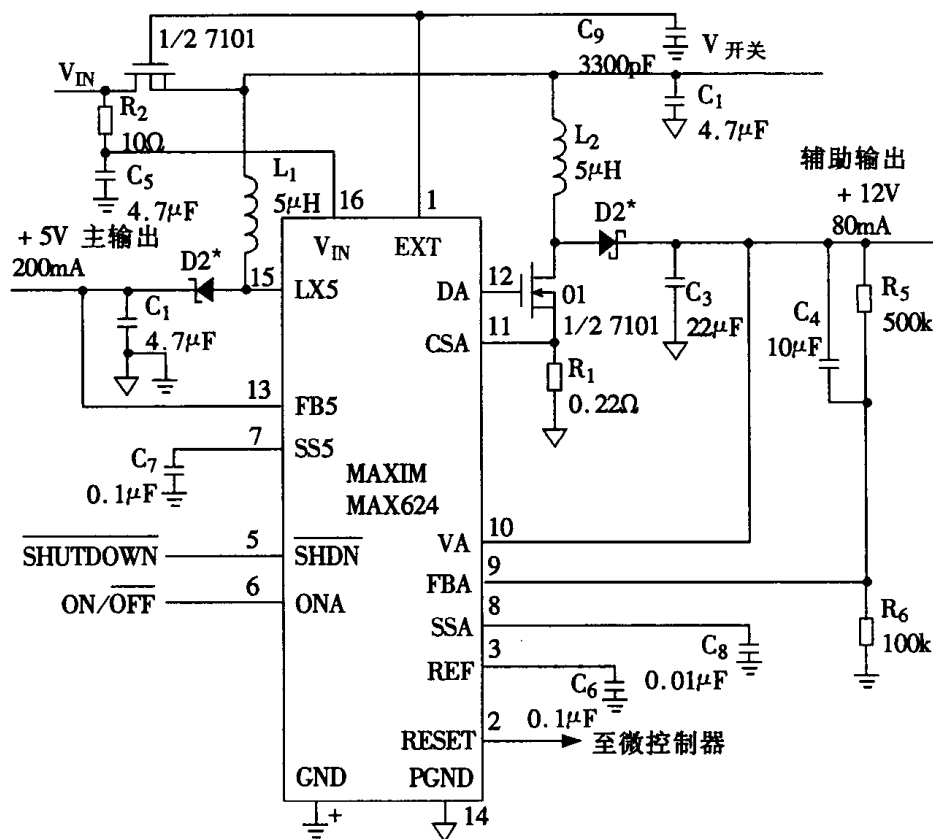 1/2 7101
C₉
3300pF
V 开关
V_IN
R₂
10Ω
C₁
4.7μF
L₂
5μH
C₅
4.7μF
L₁
5μH
16
1
辅助输出
+ 12V
80mA
+ 5V 主输出
200mA
V_IN
EXT
D2*
D2*
15
LX5
DA
12
01
C₁
4.7μF
CSA
11
1/2 7101
C₃
22μF
C₄
10μF
R₅
500k
R₁
0.22Ω
13
FB5
7
SS5
C₇
0.1μF
MAXIM
MAX624
SHUTDOWN
5
SHDN
VA
10
ON/OFF
6
ONA
FBA
9
SSA
8
R₆
100k
C₈
0.01μF
REF
3
C₆
0.1μF
RESET
2
至微控制器
GND
PGND
+
14